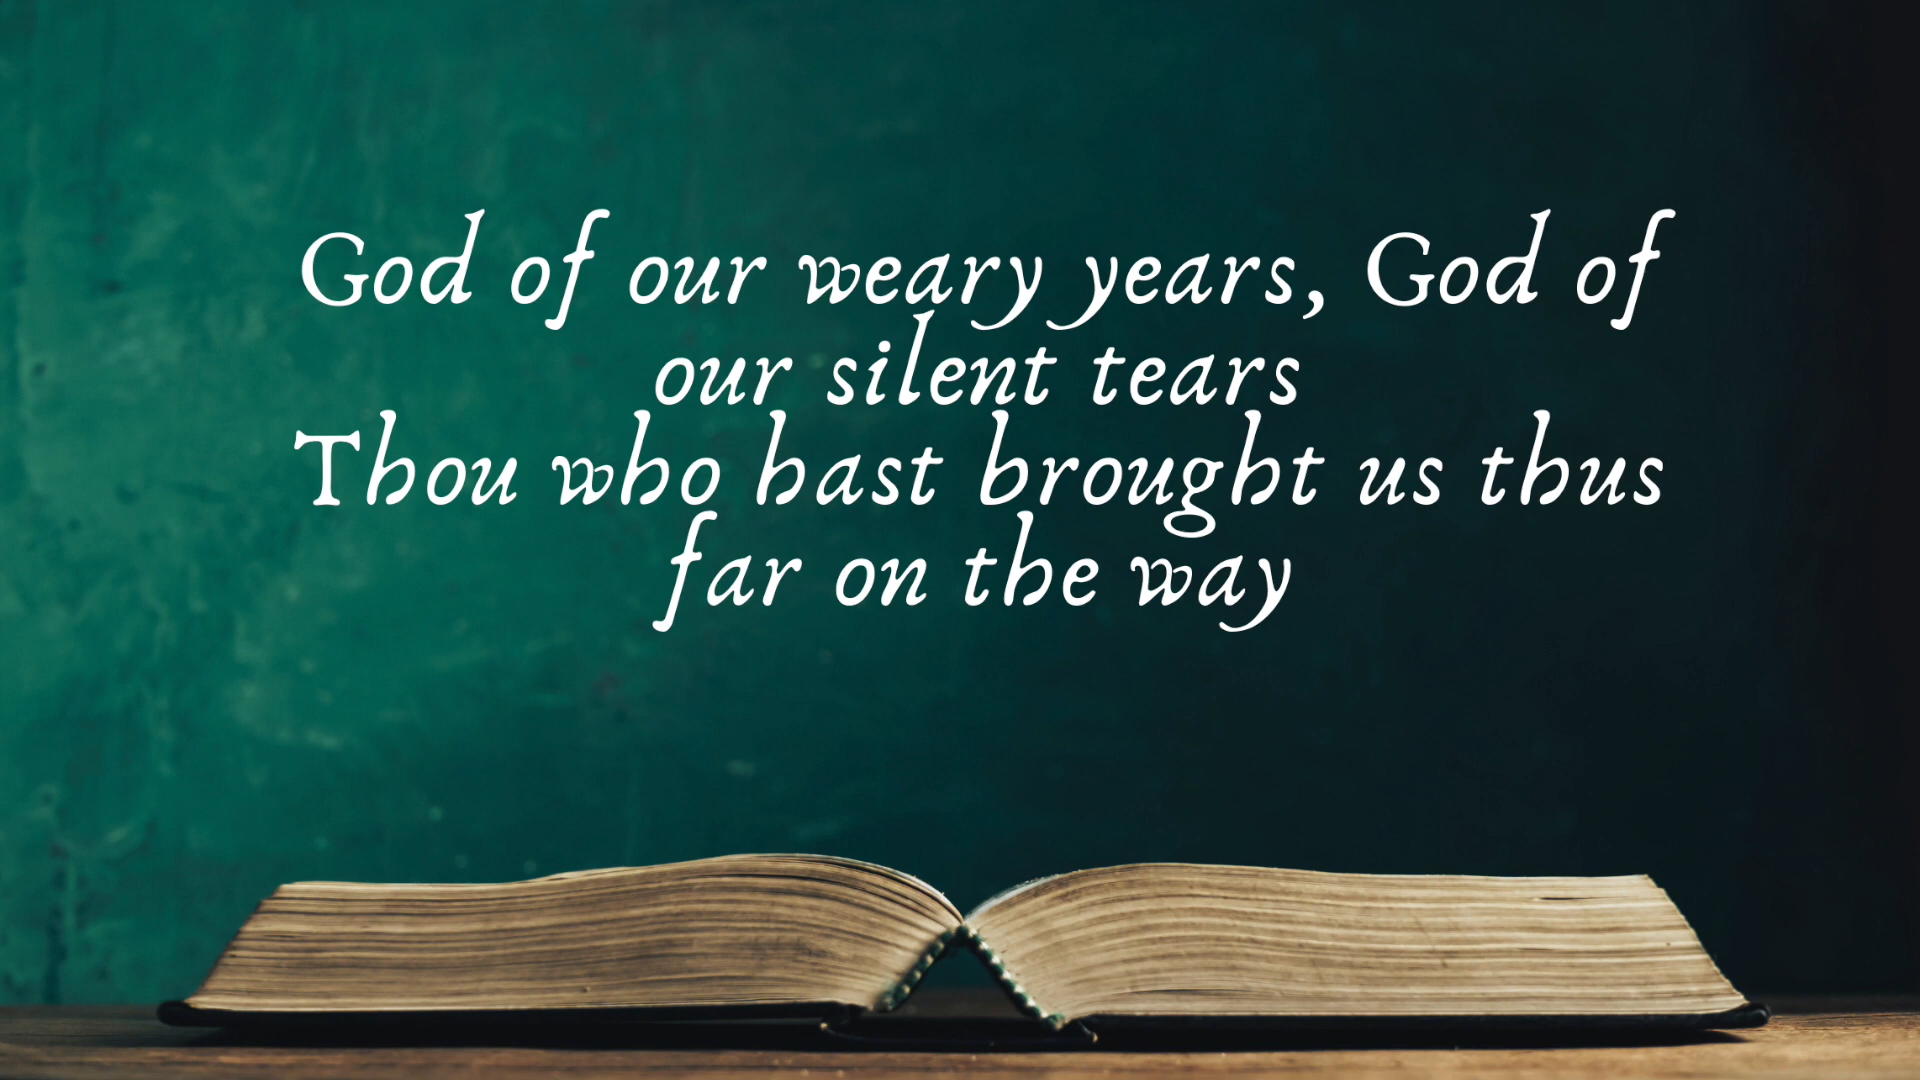 God of our weary years, God of
our silent tears
Thou who hast brought us thus
far on the way